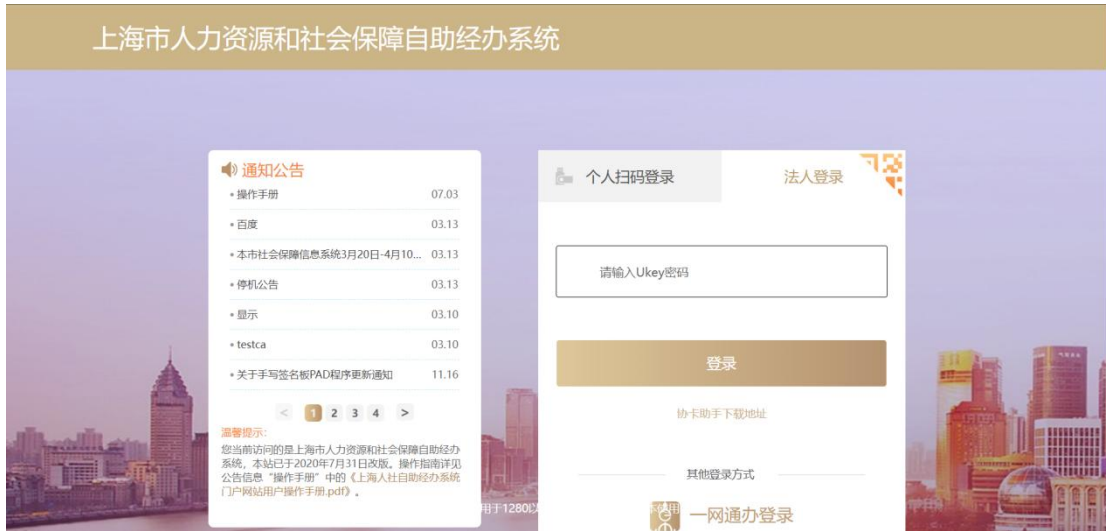 上海市人力资源和社会保障自助经办系统
通知公告
操作手册 07.03
百度 03.13
本市社会保障信息系统3月20日-4月10... 03.13
停机公告 03.13
显示 03.10
testca 03.10
关于手写签名板PAD程序更新通知 11.16
< 1 2 3 4 >
温馨提示:
您当前访问的是上海市人力资源和社会保障自助经办
系统，本站已于2020年7月31日改版。操作指南详见
公告信息“操作手册”中的《上海人社自助经办系统
门户网站用户操作手册.pdf》。
个人扫码登录 法人登录
请输入Ukey密码
登录
协卡助手下载地址
其他登录方式
一网通办登录
用于1280以